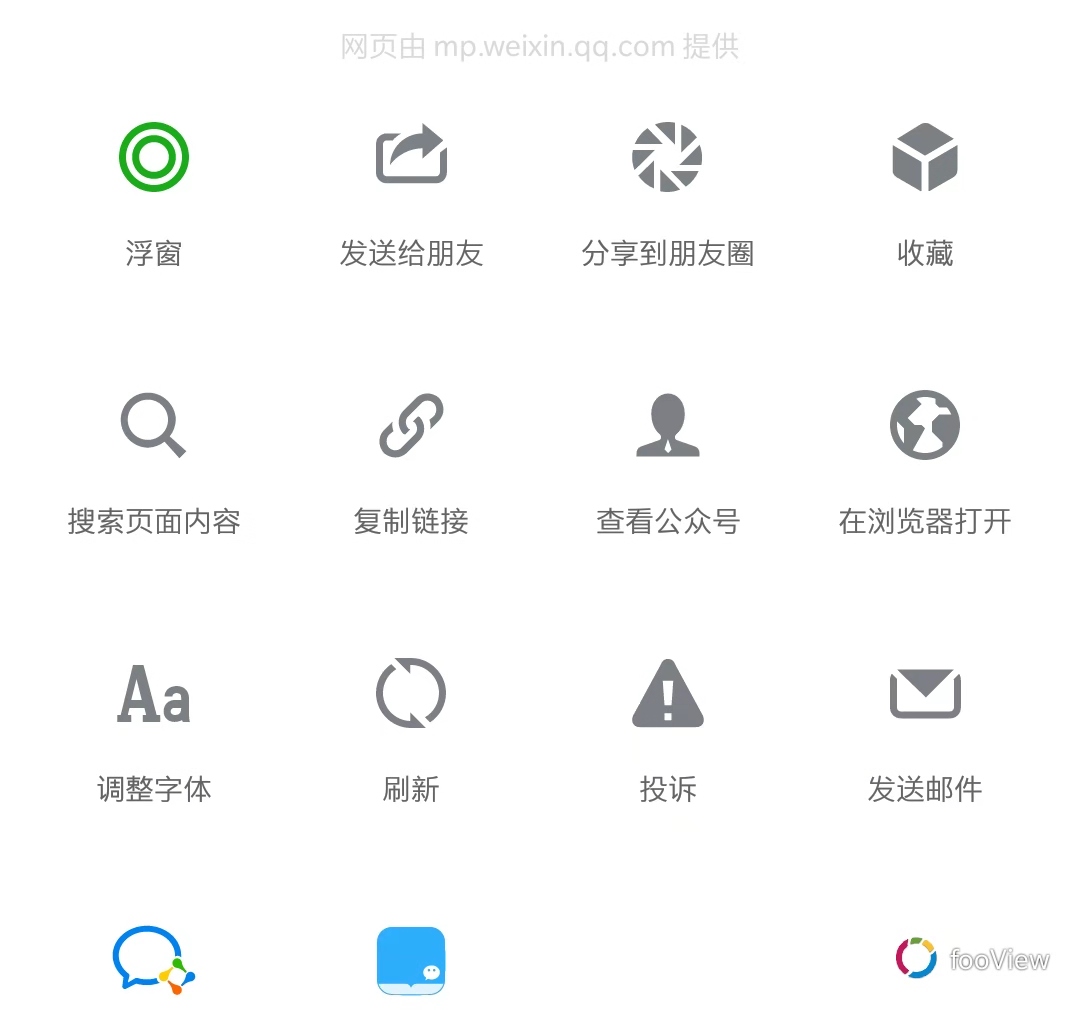 网页由 mp.weixin.qq.com 提供
浮窗
发送给朋友
分享到朋友圈
收藏
搜索页面内容
复制链接
查看公众号
在浏览器打开
Aa
调整字体
刷新
投诉
发送邮件
fooView